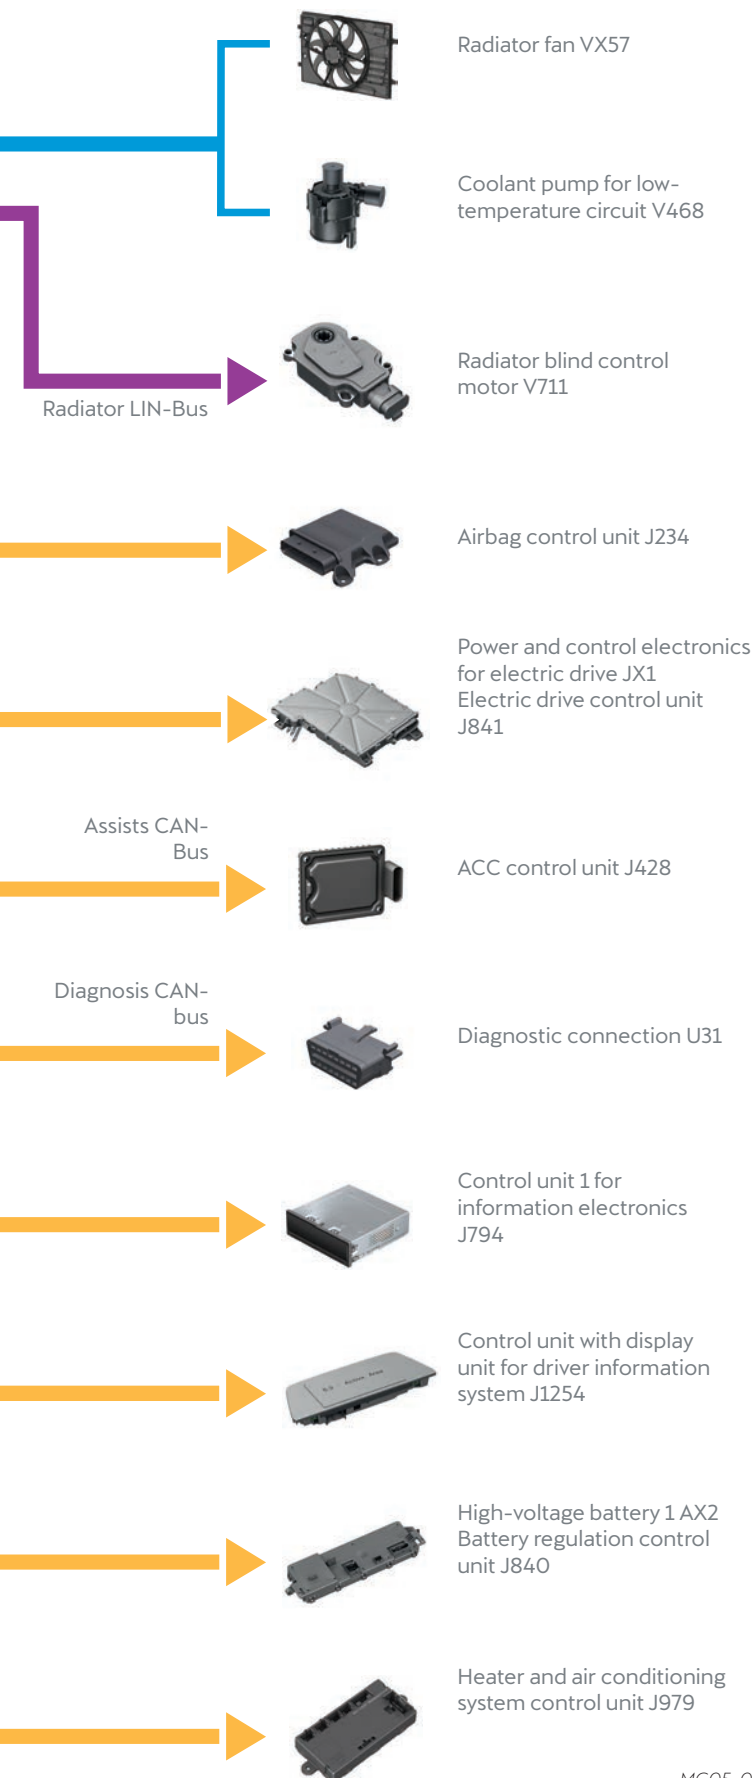 Radiator fan VX57
Coolant pump for low-
temperature circuit V468
Radiator blind control
motor V711
Radiator LIN-Bus
Airbag control unit J234
Power and control electronics
for electric drive JX1
Electric drive control unit
J841
Assists CAN-
Bus
ACC control unit J428
Diagnosis CAN-
bus
Diagnostic connection U31
Control unit 1 for
information electronics
J794
Control unit with display
unit for driver information
system J1254
Active Area
High-voltage battery 1 AX2
Battery regulation control
unit J840
Heater and air conditioning
system control unit J979